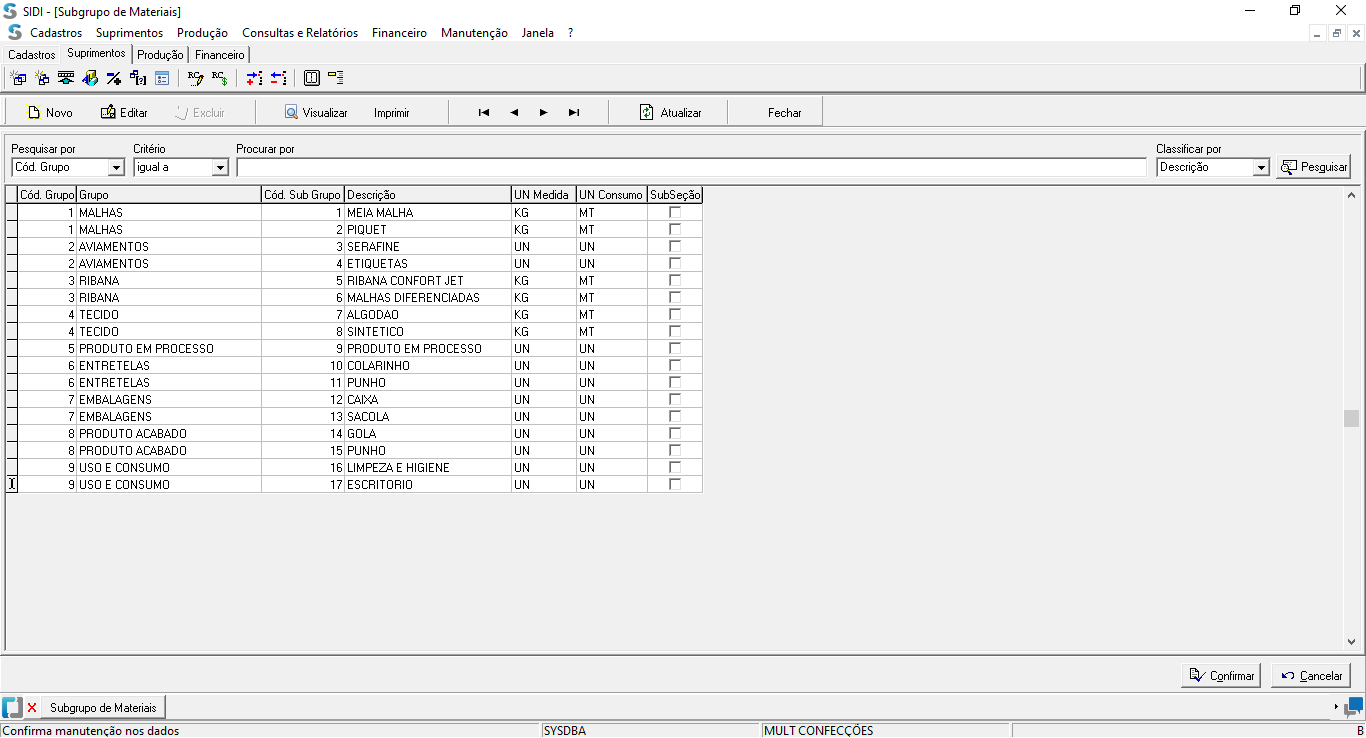 SIDI - [Subgrupo de Materiais]
Cadastros Suprimentos Produção Consultas e Relatórios Financeiro Manutenção Janela ?
Cadastros Suprimentos Produção Financeiro
Novo Editar Excluir Visualizar Imprimir Atualizar Fechar
Pesquisar por Critério Procurar por Classificar por
Cód. Grupo igual a Descrição Pesquisar
Cód. Grupo Grupo Cód. Sub Grupo Descrição UN Medida UN Consumo SubSeção
1 MALHAS 1 MEIA MALHA KG MT
1 MALHAS 2 PIQUET KG MT
2 AVIAMENTOS 3 SERAFINE UN UN
2 AVIAMENTOS 4 ETIQUETAS UN UN
3 RIBANA 5 RIBANA CONFORT JET KG MT
3 RIBANA 6 MALHAS DIFERENCIADAS KG MT
4 TECIDO 7 ALGODAO KG MT
4 TECIDO 8 SINTETICO KG MT
5 PRODUTO EM PROCESSO 9 PRODUTO EM PROCESSO UN UN
6 ENTRETELAS 10 COLARINHO UN UN
6 ENTRETELAS 11 PUNHO UN UN
7 EMBALAGENS 12 CAIXA UN UN
7 EMBALAGENS 13 SACOLA UN UN
8 PRODUTO ACABADO 14 GOLA UN UN
8 PRODUTO ACABADO 15 PUNHO UN UN
9 USO E CONSUMO 16 LIMPEZA E HIGIENE UN UN
9 USO E CONSUMO 17 ESCRITORIO UN UN
Confirmar Cancelar
Subgrupo de Materiais
Confirma manutenção nos dados SYSDBA MULT CONFECÇÕES B